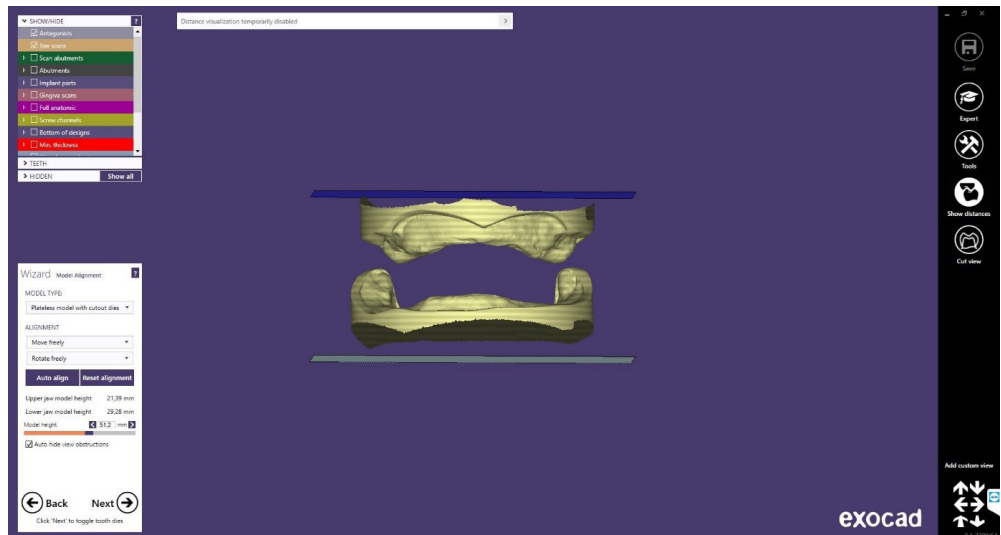 SHOW/HIDE ?
Antagonists
Jaw scans
Scan abutments
Abutments
Implant parts
Gingiva scans
Full anatomic
Screw channels
Bottom of designs
Min. thickness
TEETH
HIDDEN Show all
Distance visualization temporarily disabled
Save
Expert
Tools
Show distances
Cut view
Wizard Model Alignment ?
MODEL TYPE:
Plateless model with cutout dies
ALIGNMENT
Move freely
Rotate freely
Auto align Reset alignment
Upper jaw model height 21,39 mm
Lower jaw model height 29,28 mm
Model height 51,2 mm
Auto hide view obstructions
Back Next
Click 'Next' to toggle tooth dies
Add custom view
exocad